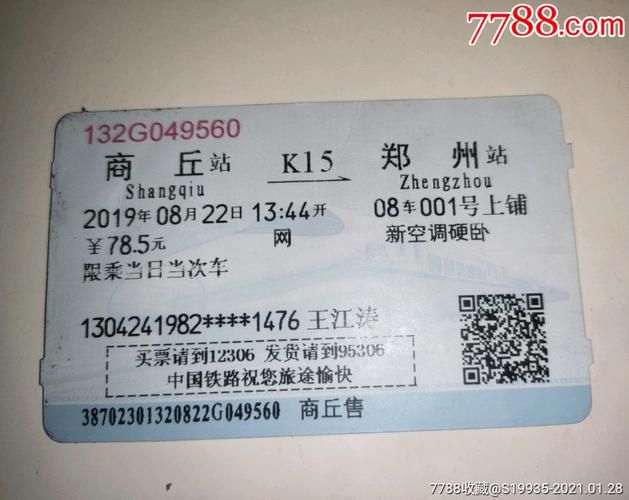 7788.com
132G049560
商丘站 K15 郑州站
Shangqiu Zhengzhou
2019年08月22日 13:44开 08车001号上铺
￥78.5元 网 新空调硬卧
限乘当日当次车
1304241982****1476 王江涛
买票请到12306 发货请到95306
中国铁路祝您旅途愉快
38702301320822G049560 商丘售
7788收藏@S19935-2021.01.28